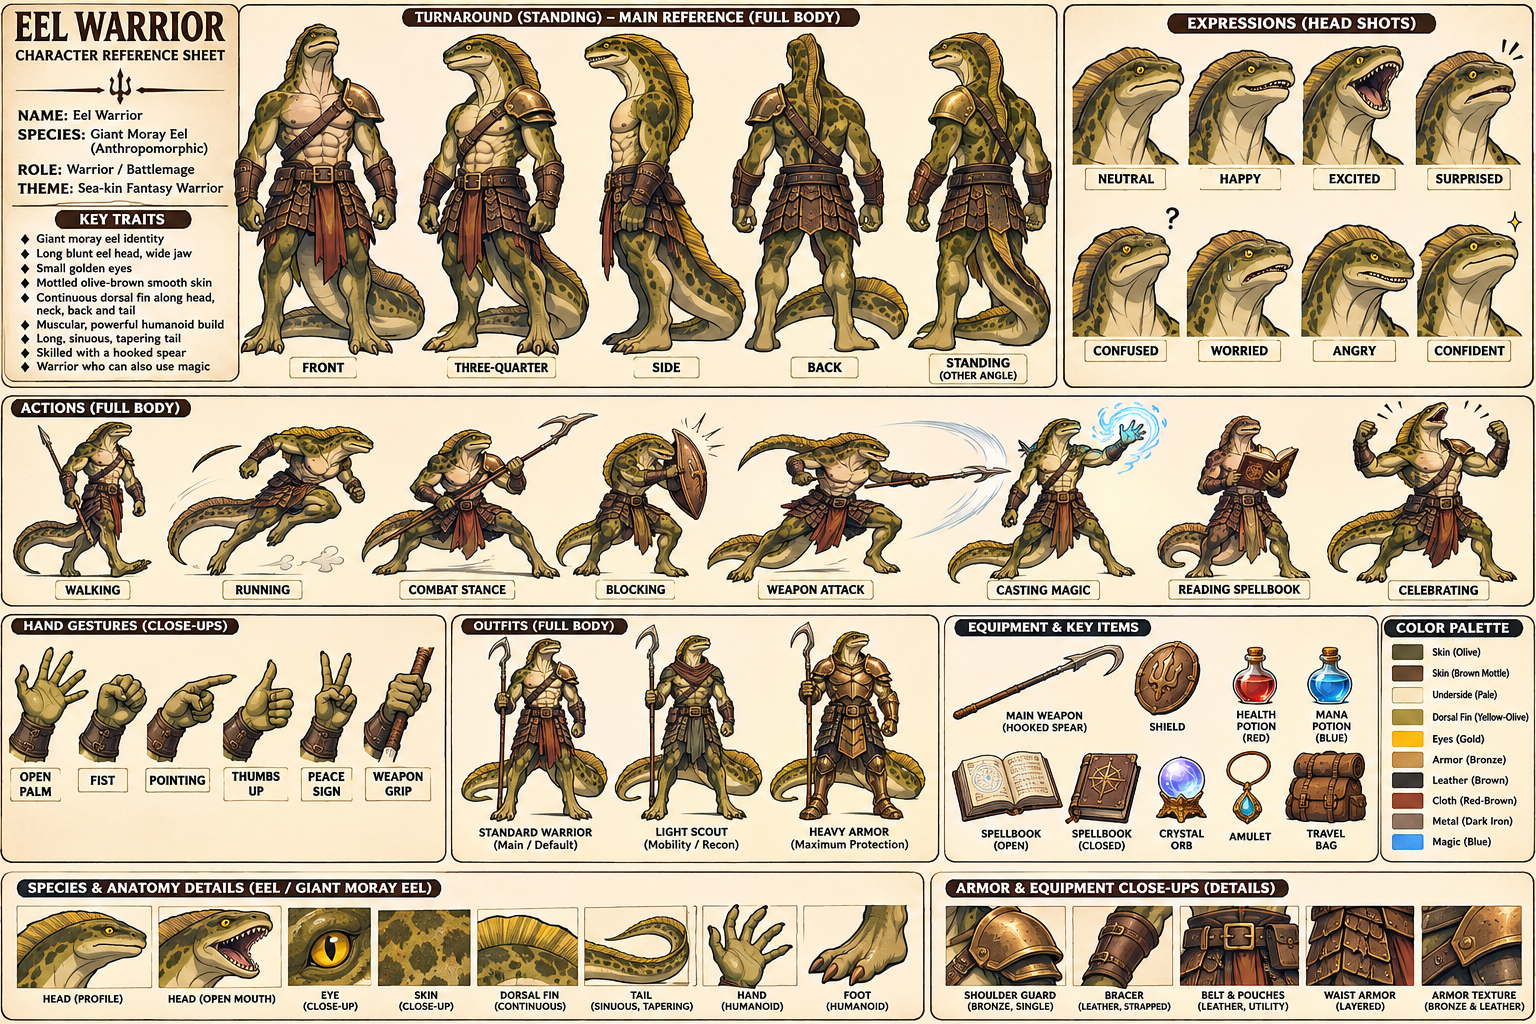 EEL WARRIOR
CHARACTER REFERENCE SHEET
NAME: Eel Warrior
SPECIES: Giant Moray Eel
(Anthropomorphic)
ROLE: Warrior / Battlemage
THEME: Sea-kin Fantasy Warrior
KEY TRAITS
Giant moray eel identity
Long blunt eel head, wide jaw
Small golden eyes
Mottled olive-brown smooth skin
Continuous dorsal fin along head,
neck, back and tail
Muscular, powerful humanoid build
Long, sinuous, tapering tail
Skilled with a hooked spear
Warrior who can also use magic
TURNAROUND (STANDING) – MAIN REFERENCE (FULL BODY)
FRONT
THREE-QUARTER
SIDE
BACK
STANDING
(OTHER ANGLE)
EXPRESSIONS (HEAD SHOTS)
NEUTRAL
HAPPY
EXCITED
SURPRISED
?
CONFUSED
WORRIED
ANGRY
CONFIDENT
ACTIONS (FULL BODY)
WALKING
RUNNING
COMBAT STANCE
BLOCKING
WEAPON ATTACK
CASTING MAGIC
READING SPELLBOOK
CELEBRATING
HAND GESTURES (CLOSE-UPS)
OPEN
PALM
FIST
POINTING
THUMBS
UP
PEACE
SIGN
WEAPON
GRIP
OUTFITS (FULL BODY)
STANDARD WARRIOR
(Main / Default)
LIGHT SCOUT
(Mobility / Recon)
HEAVY ARMOR
(Maximum Protection)
EQUIPMENT & KEY ITEMS
MAIN WEAPON
(HOOKED SPEAR)
SHIELD
HEALTH
POTION
(RED)
MANA
POTION
(BLUE)
SPELLBOOK
(OPEN)
SPELLBOOK
(CLOSED)
CRYSTAL
ORB
AMULET
TRAVEL
BAG
COLOR PALETTE
Skin (Olive)
Skin (Brown Mottle)
Underside (Pale)
Dorsal Fin (Yellow-Olive)
Eyes (Gold)
Armor (Bronze)
Leather (Brown)
Cloth (Red-Brown)
Metal (Dark Iron)
Magic (Blue)
SPECIES & ANATOMY DETAILS (EEL / GIANT MORAY EEL)
HEAD (PROFILE)
HEAD (OPEN MOUTH)
EYE
(CLOSE-UP)
SKIN
(CLOSE-UP)
DORSAL FIN
(CONTINUOUS)
TAIL
(SINUOUS, TAPERING)
HAND
(HUMANOID)
FOOT
(HUMANOID)
ARMOR & EQUIPMENT CLOSE-UPS (DETAILS)
SHOULDER GUARD
(BRONZE, SINGLE)
BRACER
(LEATHER, STRAPPED)
BELT & POUCHES
(LEATHER, UTILITY)
WAIST ARMOR
(LAYERED)
ARMOR TEXTURE
(BRONZE & LEATHER)